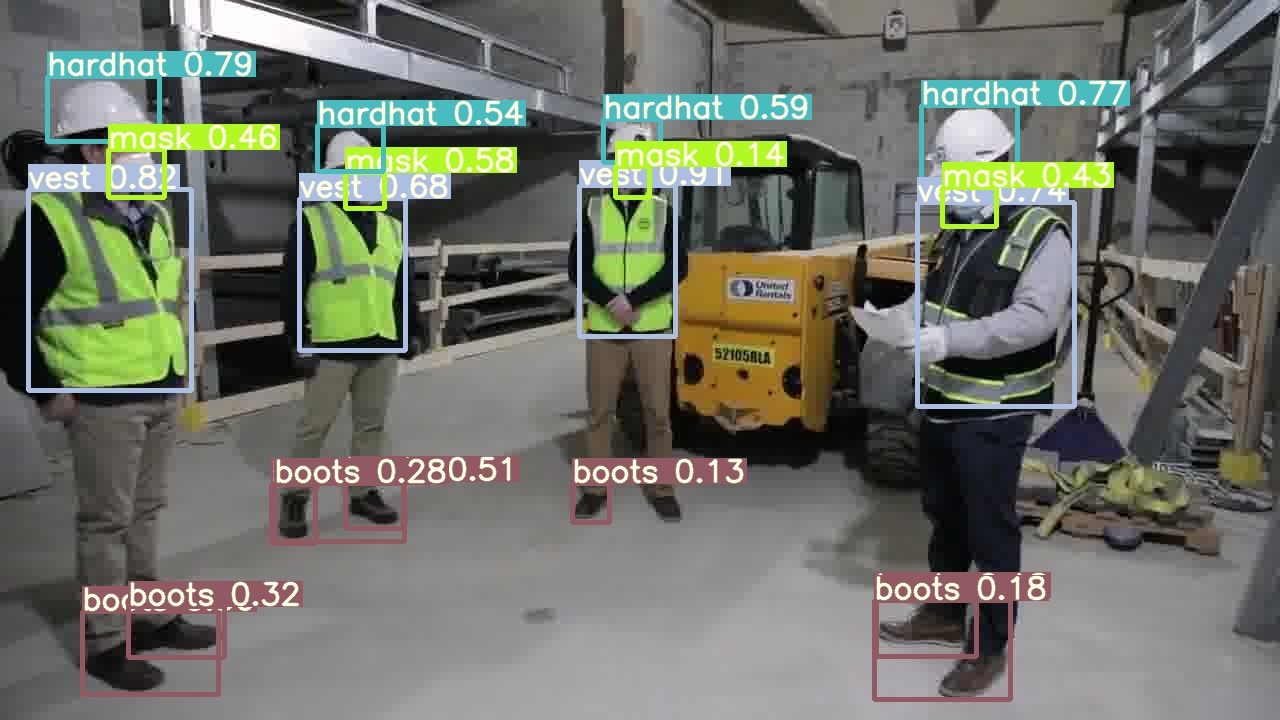 hardhat 0.79
hardhat 0.54
hardhat 0.59
hardhat 0.77
mask 0.46
mask 0.58
mask 0.14
mask 0.43
vest 0.82
vest 0.68
vest 0.91
vest 0.74
United Rentals
52105RLA
boots 0.28
0.51
boots 0.13
boots 0.32
boots 0.18